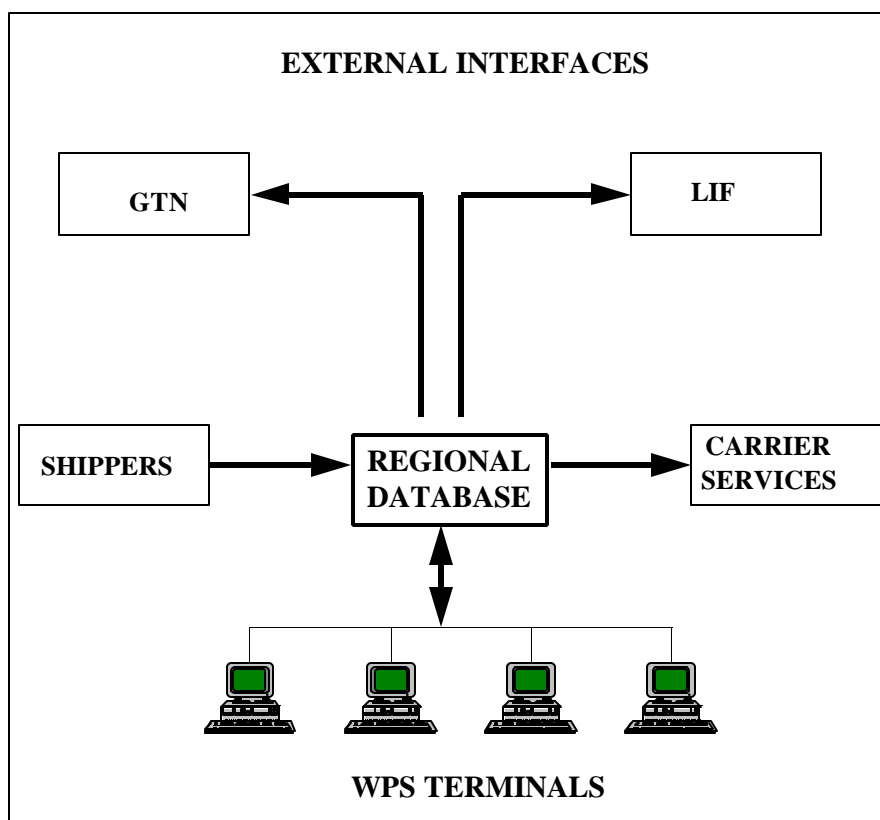 EXTERNAL INTERFACES
GTN
LIF
SHIPPERS
REGIONAL
DATABASE
CARRIER
SERVICES
WPS TERMINALS